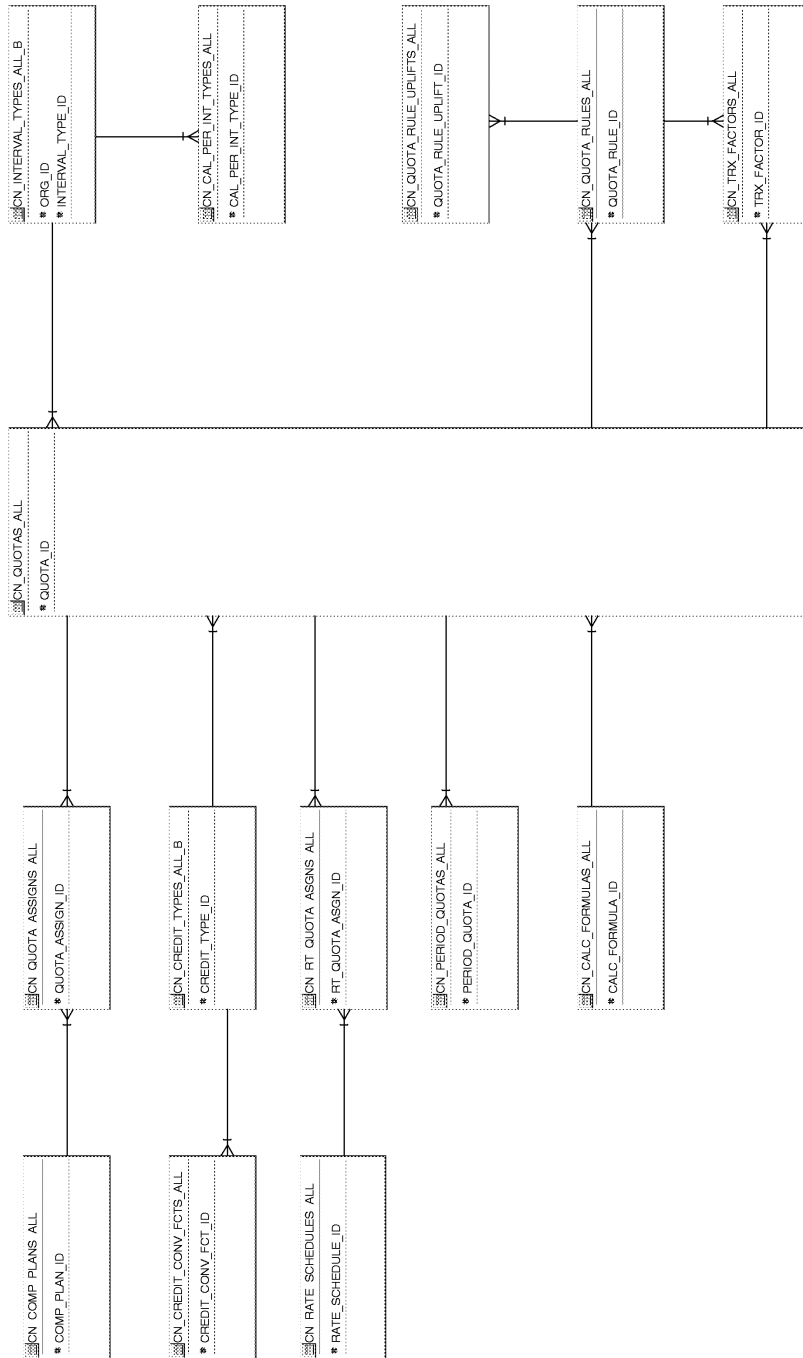 CN_INTERVAL_TYPES_ALL_B
# ORG_ID
# INTERVAL_TYPE_ID
CN_CAL_PER_INT_TYPES_ALL
# CAL_PER_INT_TYPE_ID
CN_QUOTA_RULE_UPLIFTS_ALL
# QUOTA_RULE_UPLIFT_ID
CN_QUOTA_RULES_ALL
# QUOTA_RULE_ID
CN_TRX_FACTORS_ALL
# TRX_FACTOR_ID
CN_QUOTAS_ALL
# QUOTA_ID
CN_QUOTA_ASSIGNS_ALL
# QUOTA_ASSIGN_ID
CN_CREDIT_TYPES_ALL_B
# CREDIT_TYPE_ID
CN_RT_QUOTA_ASGNS_ALL
# RT_QUOTA_ASGN_ID
CN_PERIOD_QUOTAS_ALL
# PERIOD_QUOTA_ID
CN_CALC_FORMULAS_ALL
# CALC_FORMULA_ID
CN_COMP_PLANS_ALL
# COMP_PLAN_ID
CN_CREDIT_CONV_FCTS_ALL
# CREDIT_CONV_FCT_ID
CN_RATE_SCHEDULES_ALL
# RATE_SCHEDULE_ID